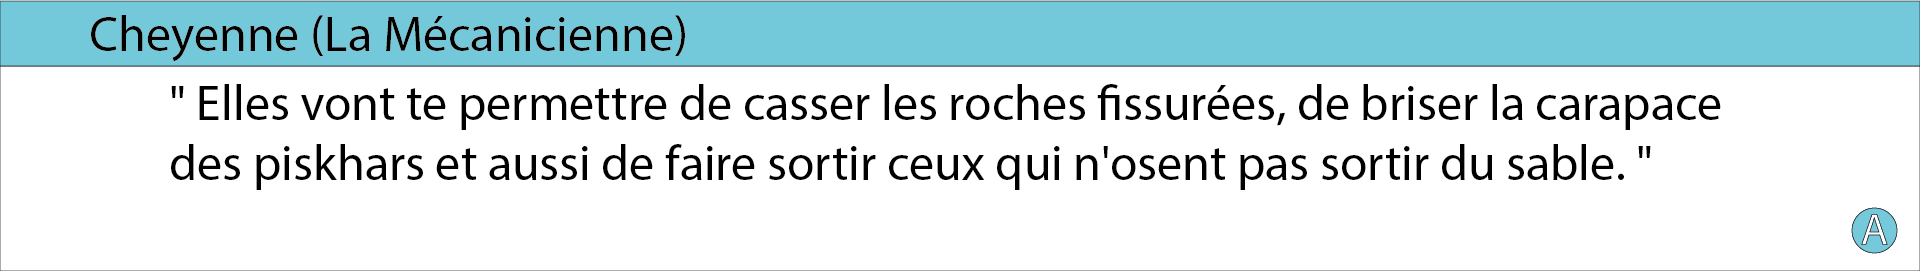 Cheyenne (La Mécanicienne)
" Elles vont te permettre de casser les roches fissurées, de briser la carapace
des piskhars et aussi de faire sortir ceux qui n'osent pas sortir du sable. "
A